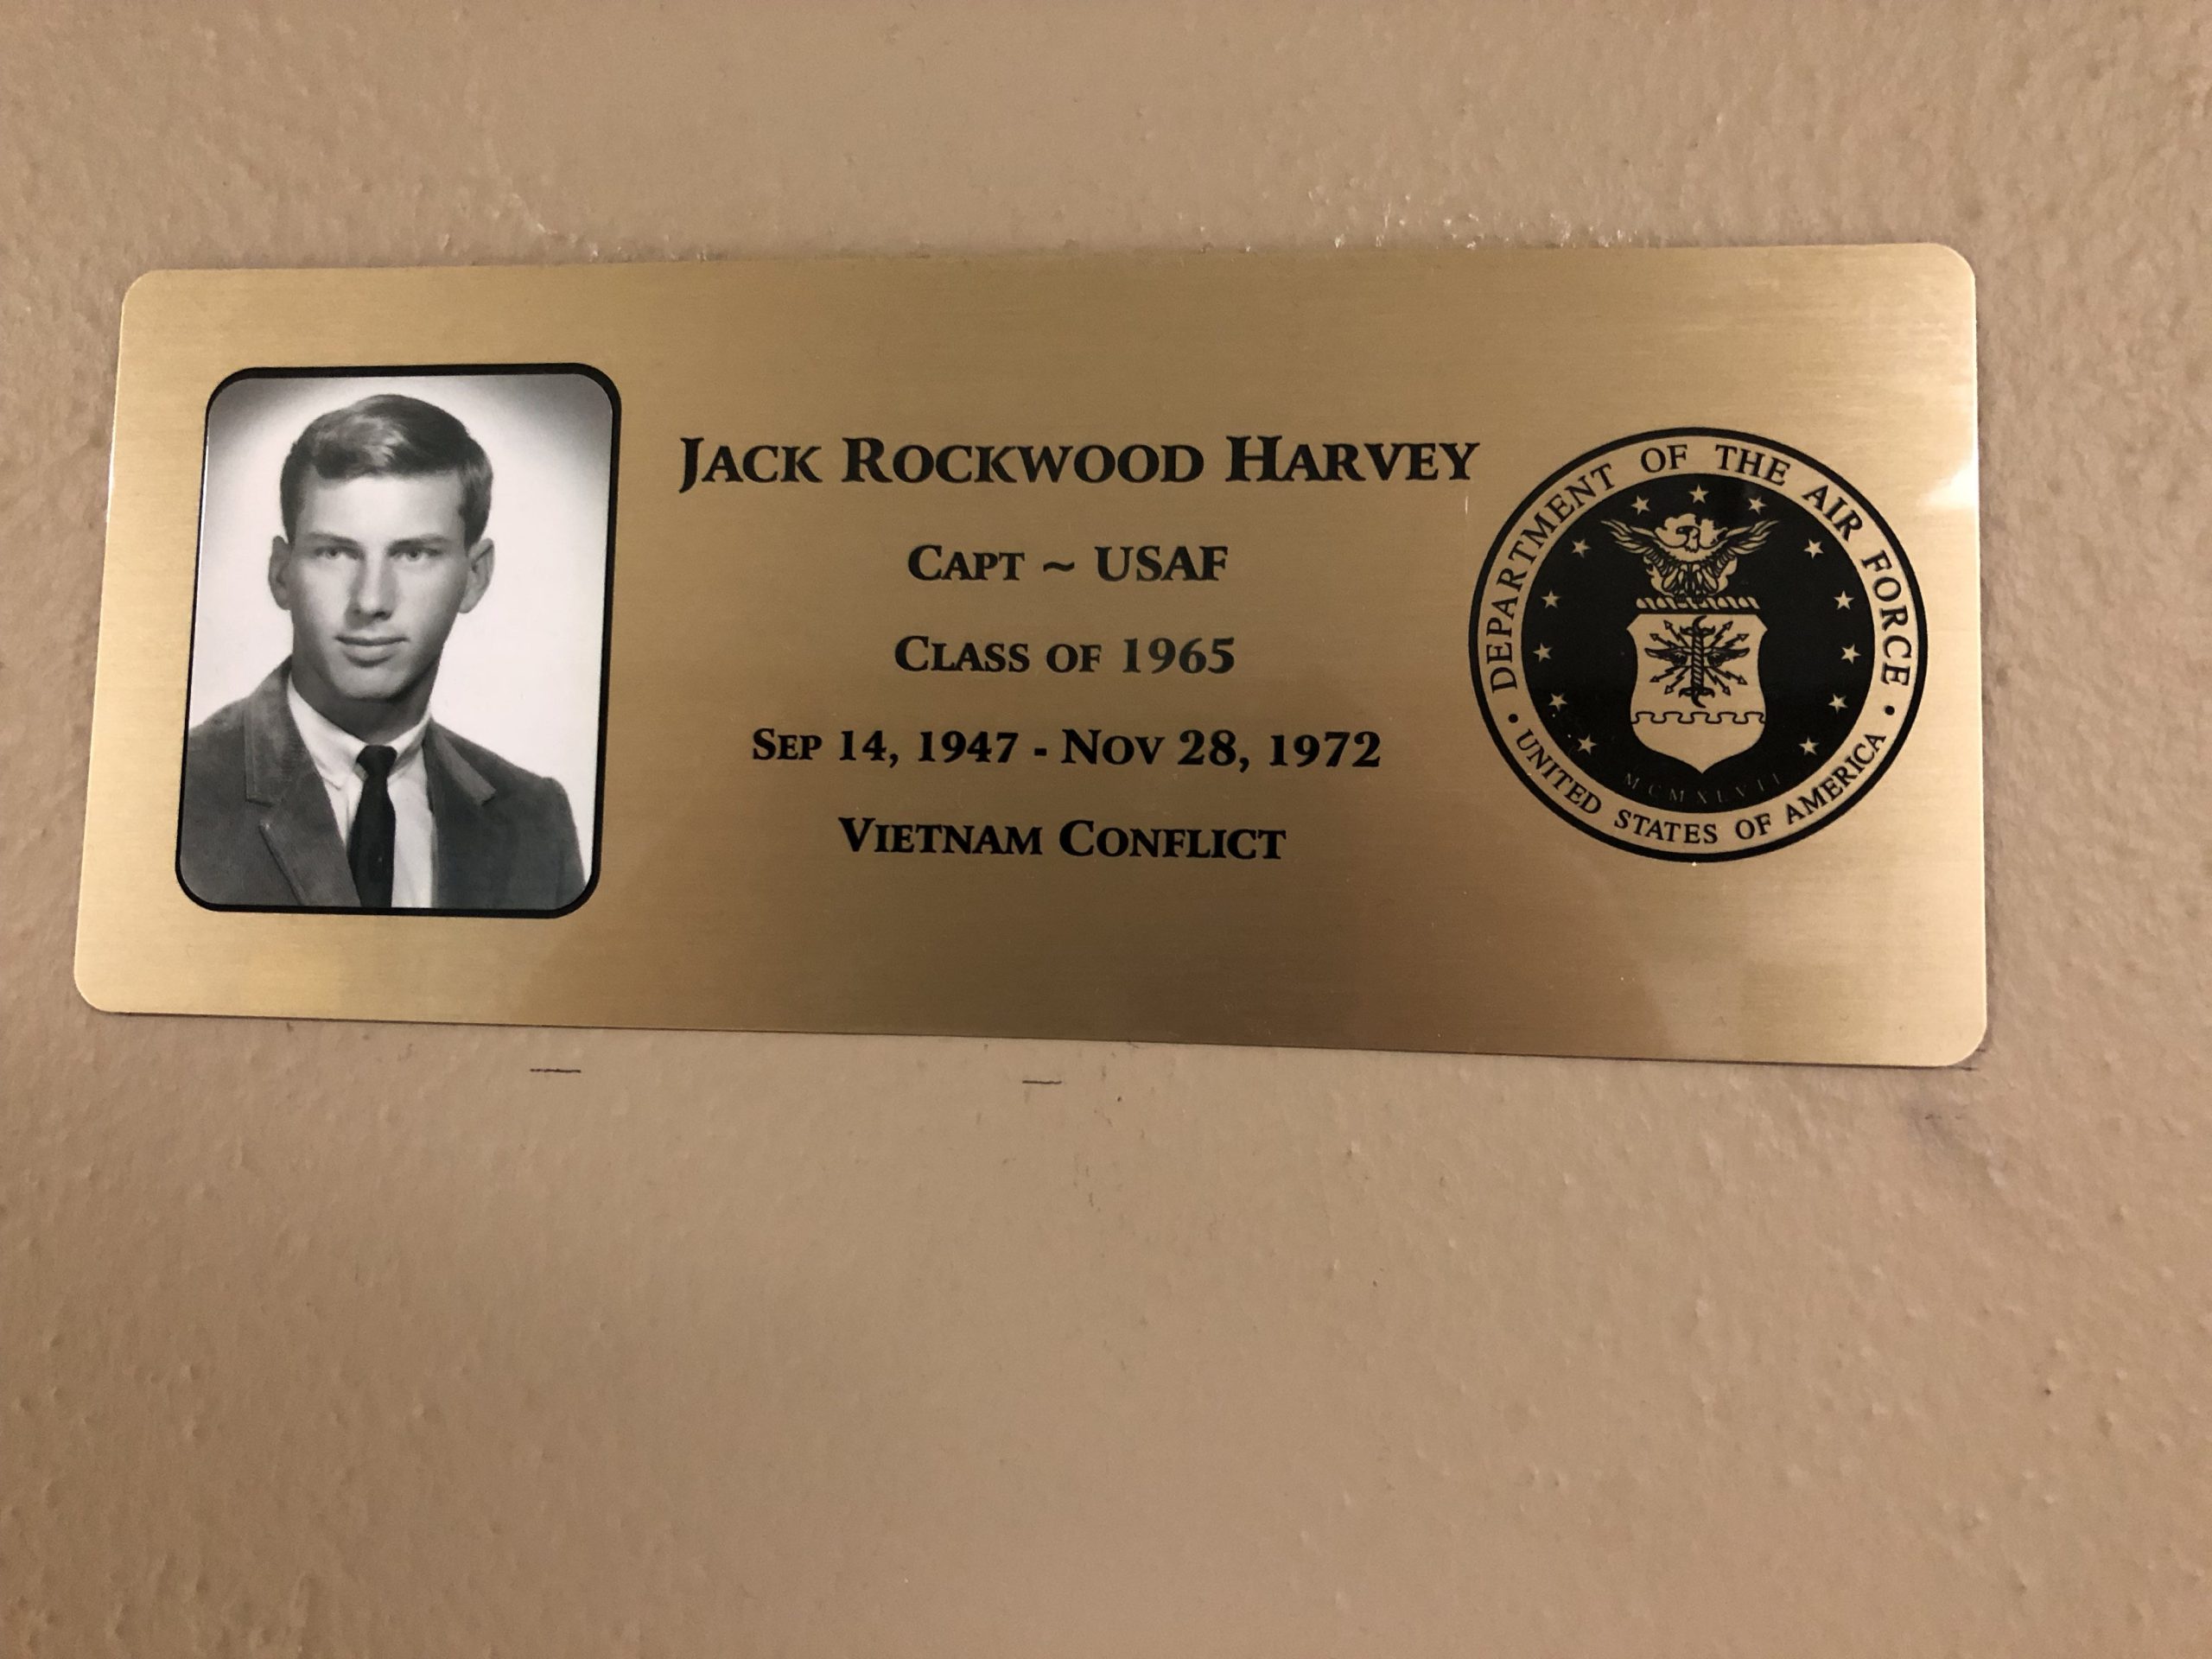 JACK ROCKWOOD HARVEY
CAPT ~ USAF
CLASS OF 1965
SEP 14, 1947 - NOV 28, 1972
VIETNAM CONFLICT
DEPARTMENT OF THE AIR FORCE
• UNITED STATES OF AMERICA •
MCMXLVII